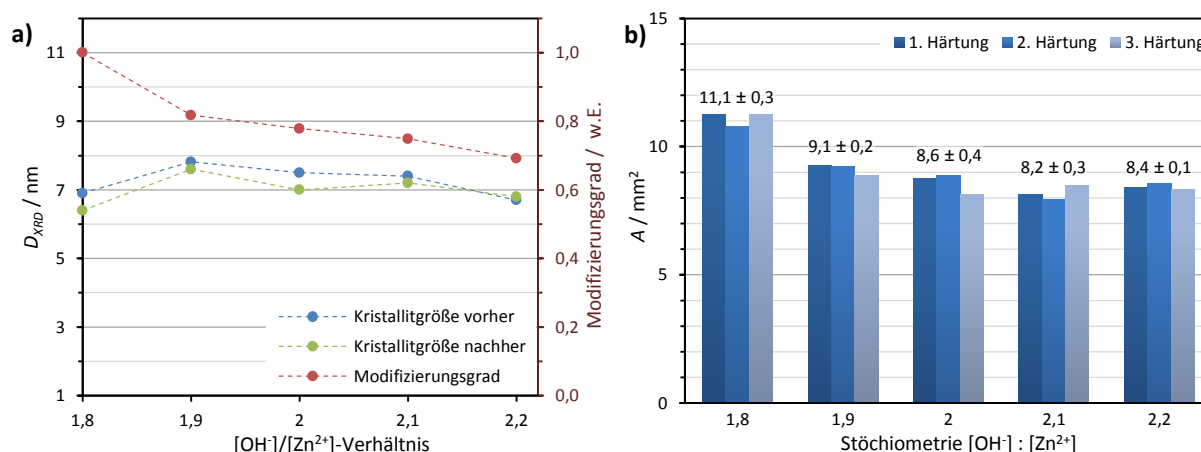 a)
11
9
7
5
3
1
D_XRD / nm
1,0
0,8
0,6
0,4
0,2
0,0
Modifizierungsgrad / w.E.
Kristallitgröße vorher
Kristallitgröße nachher
Modifizierungsgrad
1,8 1,9 2 2,1 2,2
[OH⁻]/[Zn²⁺]-Verhältnis
b)
15
10
5
0
A / mm²
1. Härtung 2. Härtung 3. Härtung
11,1 ± 0,3
9,1 ± 0,2
8,6 ± 0,4
8,2 ± 0,3
8,4 ± 0,1
1,8 1,9 2 2,1 2,2
Stöchiometrie [OH⁻] : [Zn²⁺]